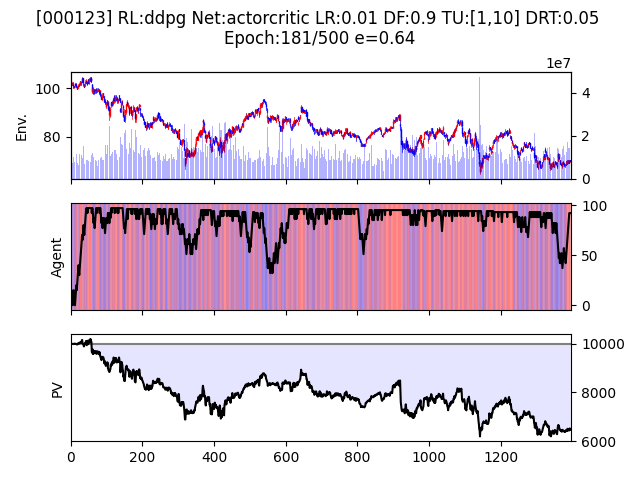 [000123] RL:ddpg Net:actorcritic LR:0.01 DF:0.9 TU:[1,10] DRT:0.05
Epoch:181/500 e=0.64
1e7
100
80
Env.
4
2
0
Agent
100
50
0
PV
10000
8000
6000
0 200 400 600 800 1000 1200